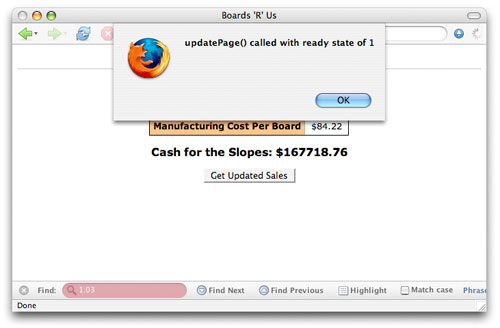 Boards 'R' Us
updatePage() called with ready state of 1
OK
Manufacturing Cost Per Board $84.22
Cash for the Slopes: $167718.76
Get Updated Sales
Find: 1.03 Find Next Find Previous Highlight Match case Phrase
Done